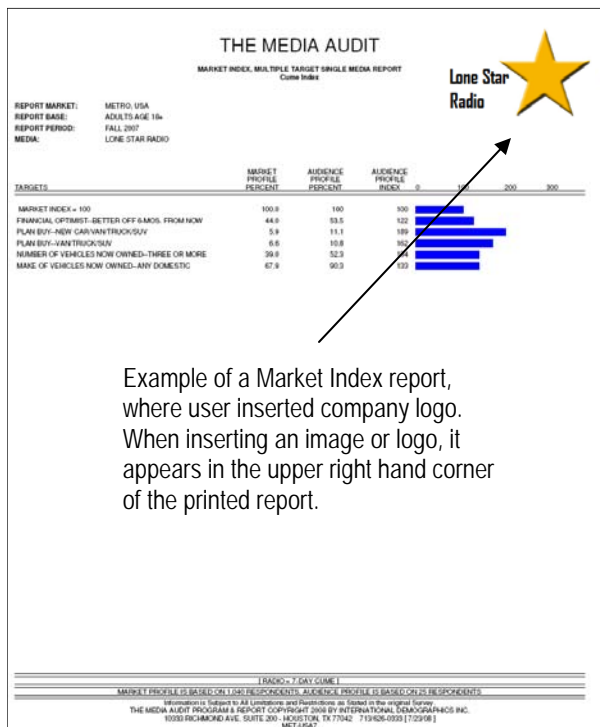 THE MEDIA AUDIT
MARKET INDEX, MULTIPLE TARGET SINGLE MEDIA REPORT
Cume Index
Lone Star
Radio
REPORT MARKET: METRO, USA
REPORT BASE: ADULTS AGE 18+
REPORT PERIOD: FALL 2007
MEDIA: LONE STAR RADIO
MARKET AUDIENCE AUDIENCE
PROFILE PROFILE PROFILE
TARGETS PERCENT PERCENT INDEX 0 100 200 300
MARKET INDEX = 100 100.0 100 100
FINANCIAL OPTIMIST--BETTER OFF 6-MOS. FROM NOW 44.0 53.5 122
PLAN BUY--NEW CAR/VAN/TRUCK/SUV 5.9 11.1 189
PLAN BUY--VAN/TRUCK/SUV 6.6 10.8 162
NUMBER OF VEHICLES NOW OWNED--THREE OR MORE 39.0 52.3
MAKE OF VEHICLES NOW OWNED--ANY DOMESTIC 67.9 90.3 133
Example of a Market Index report,
where user inserted company logo.
When inserting an image or logo, it
appears in the upper right hand corner
of the printed report.
[ RADIO = 7-DAY CUME ]
MARKET PROFILE IS BASED ON 1,040 RESPONDENTS. AUDIENCE PROFILE IS BASED ON 25 RESPONDENTS
Information is Subject to All Limitations and Restrictions as Stated in the original Survey.
THE MEDIA AUDIT PROGRAM & REPORT COPYRIGHT 2008 BY INTERNATIONAL DEMOGRAPHICS INC.
10333 RICHMOND AVE. SUITE 200 - HOUSTON, TX 77042 713/626-0333 [7/23/08 ]
MET-USA7